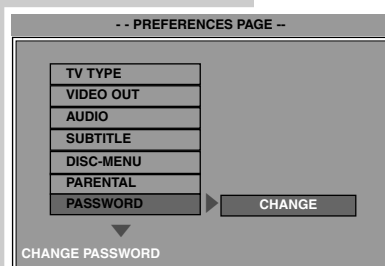 - - PREFERENCES PAGE --
TV TYPE
VIDEO OUT
AUDIO
SUBTITLE
DISC-MENU
PARENTAL
PASSWORD CHANGE
CHANGE PASSWORD